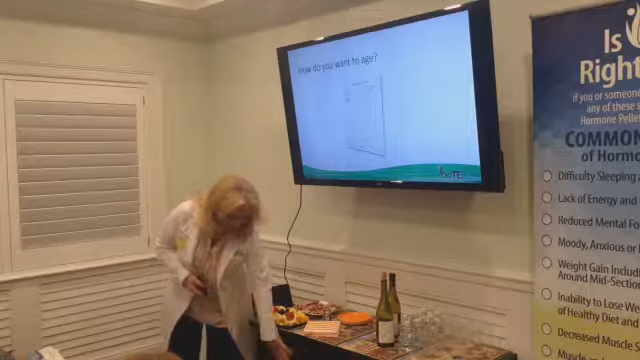 How do you want to age?
Is
Right
if you or someone
any of these s
Hormone Pelle
COMMON
of Hormo
Difficulty Sleeping a
Lack of Energy and
Reduced Mental Fo
Moody, Anxious or
Weight Gain Includi
Around Mid-Section
Inability to Lose We
of Healthy Diet and
Decreased Muscle S
Muscle and